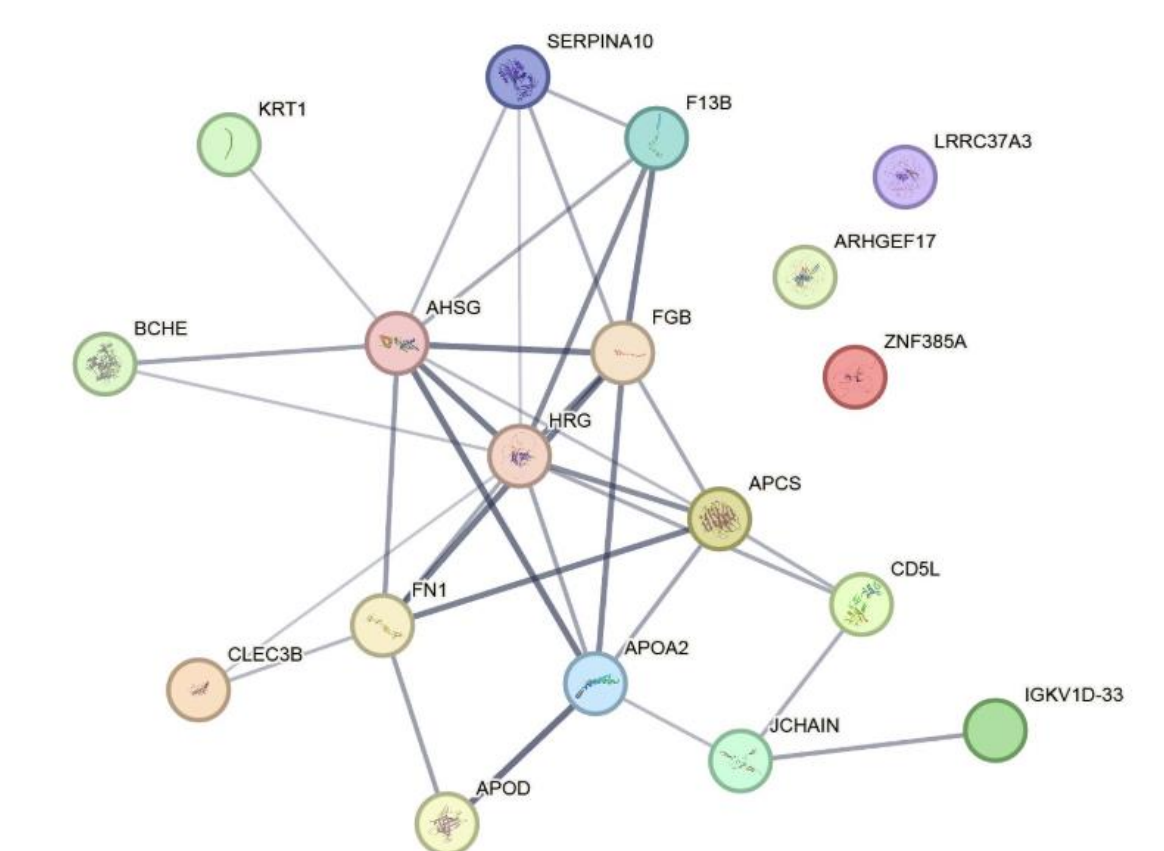 SERPINA10
F13B
KRT1
LRRC37A3
ARHGEF17
AHSG
FGB
BCHE
ZNF385A
HRG
APCS
CD5L
FN1
APOA2
CLEC3B
IGKV1D-33
JCHAIN
APOD